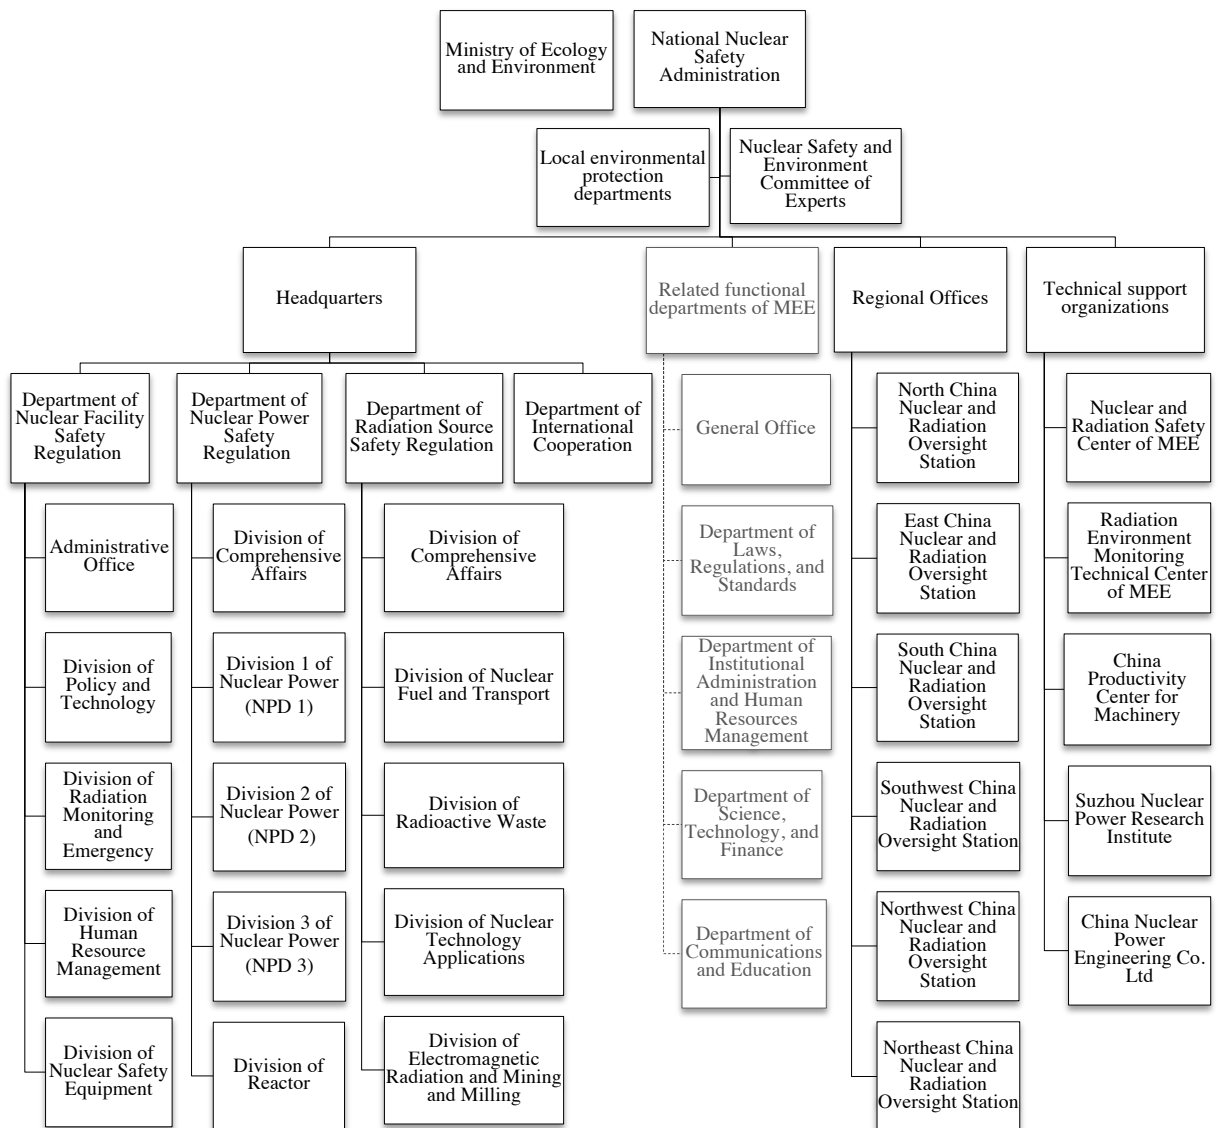 Ministry of Ecology
and Environment
National Nuclear
Safety
Administration
Local environmental
protection
departments
Nuclear Safety and
Environment
Committee of
Experts
Headquarters
Related functional
departments of MEE
Regional Offices
Technical support
organizations
Department of
Nuclear Facility
Safety
Regulation
Department of
Nuclear Power
Safety
Regulation
Department of
Radiation Source
Safety Regulation
Department of
International
Cooperation
Administrative
Office
Division of
Policy and
Technology
Division of
Radiation
Monitoring
and
Emergency
Division of
Human
Resource
Management
Division of
Nuclear Safety
Equipment
Division of
Comprehensive
Affairs
Division 1 of
Nuclear Power
(NPD 1)
Division 2 of
Nuclear Power
(NPD 2)
Division 3 of
Nuclear Power
(NPD 3)
Division of
Reactor
Division of
Comprehensive
Affairs
Division of Nuclear
Fuel and Transport
Division of
Radioactive Waste
Division of Nuclear
Technology
Applications
Division of
Electromagnetic
Radiation and Mining
and Milling
General Office
Department of
Laws,
Regulations, and
Standards
Department of
Institutional
Administration
and Human
Resources
Management
Department of
Science,
Technology, and
Finance
Department of
Communications
and Education
North China
Nuclear and
Radiation
Oversight
Station
East China
Nuclear and
Radiation
Oversight
Station
South China
Nuclear and
Radiation
Oversight
Station
Southwest China
Nuclear and
Radiation
Oversight Station
Northwest China
Nuclear and
Radiation
Oversight
Station
Northeast China
Nuclear and
Radiation
Oversight Station
Nuclear and
Radiation Safety
Center of MEE
Radiation
Environment
Monitoring
Technical Center
of MEE
China
Productivity
Center for
Machinery
Suzhou Nuclear
Power Research
Institute
China Nuclear
Power
Engineering Co.
Ltd